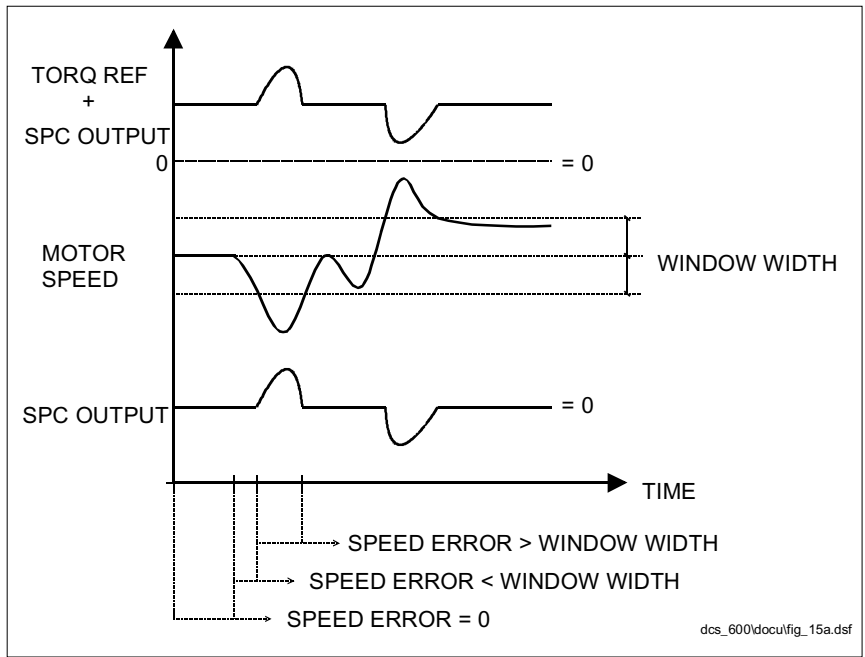 TORQ REF
+
SPC OUTPUT
0
= 0
MOTOR
SPEED
WINDOW WIDTH
SPC OUTPUT
= 0
TIME
SPEED ERROR > WINDOW WIDTH
SPEED ERROR < WINDOW WIDTH
SPEED ERROR = 0
dcs_600\docu\fig_15a.dsf